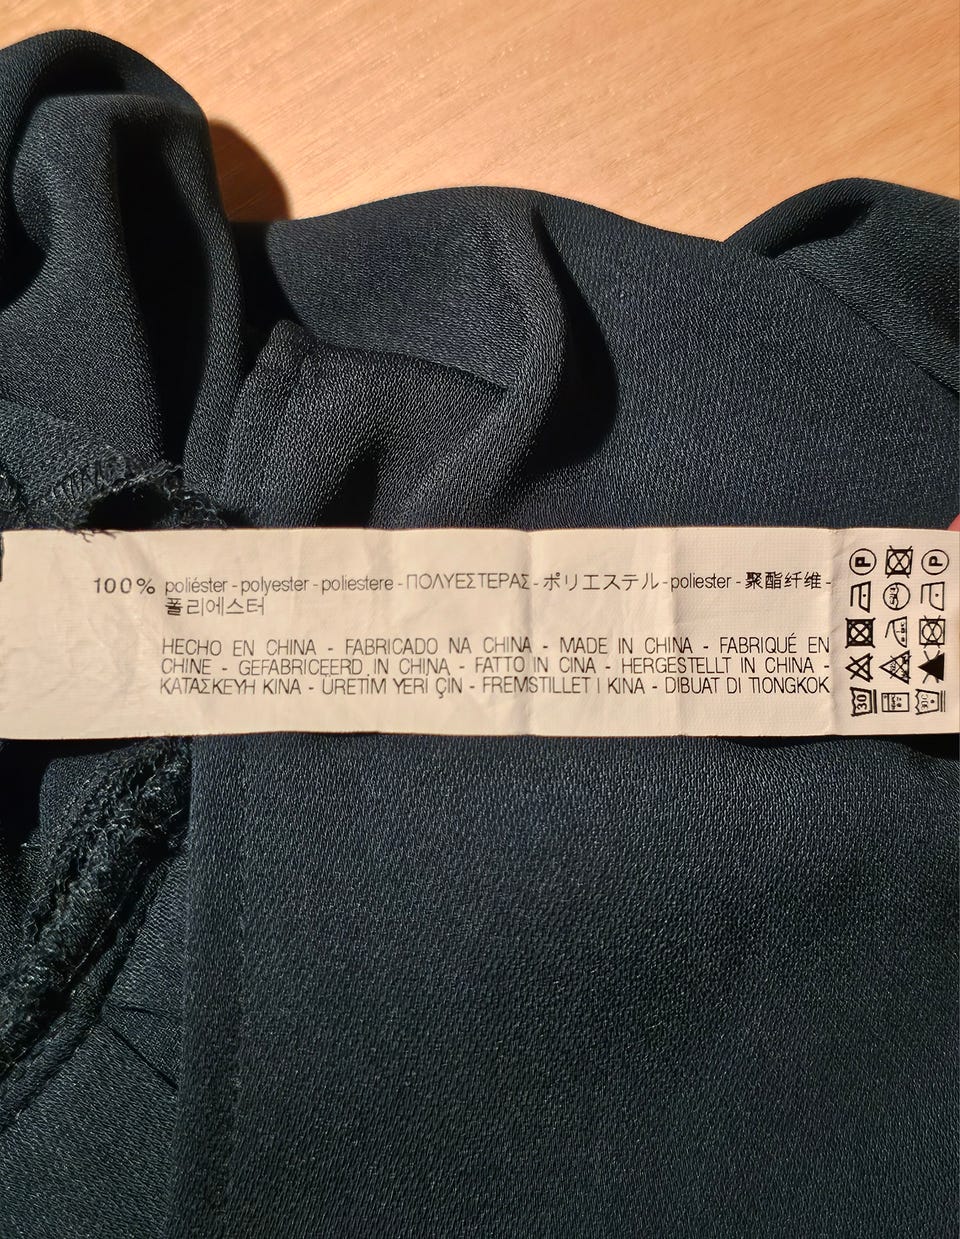 100% poliéster - polyester - poliestere - ΠΟΛΥΕΣΤΕΡΑΣ - ポリエステル - poliester - 聚酯纤维 -
폴리에스터
HECHO EN CHINA - FABRICADO NA CHINA - MADE IN CHINA - FABRIQUÉ EN
CHINE - GEFABRICEERD IN CHINA - FATTO IN CINA - HERGESTELLT IN CHINA -
ΚΑΤΑΣΚΕΥΗ ΚΙΝΑ - ÜRETIM YERİ ÇİN - FREMSTILLET I KINA - DIBUAT DI TIONGKOK
P P
30